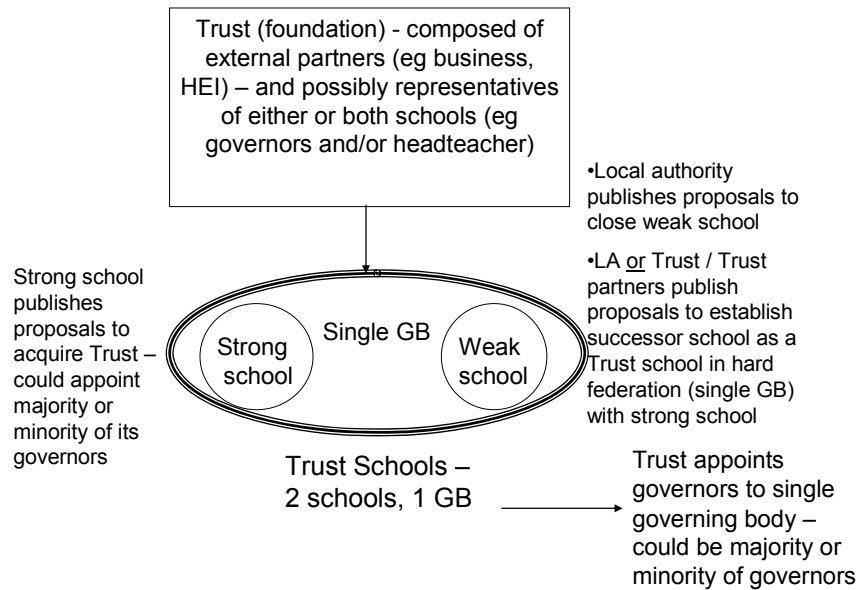 Trust (foundation) - composed of
external partners (eg business,
HEI) – and possibly representatives
of either or both schools (eg
governors and/or headteacher)
•Local authority
publishes proposals to
close weak school
•LA or Trust / Trust
partners publish
proposals to establish
successor school as a
Trust school in hard
federation (single GB)
with strong school
Strong school
publishes
proposals to
acquire Trust –
could appoint
majority or
minority of its
governors
Single GB
Strong
school
Weak
school
Trust Schools –
2 schools, 1 GB
Trust appoints
governors to single
governing body –
could be majority or
minority of governors